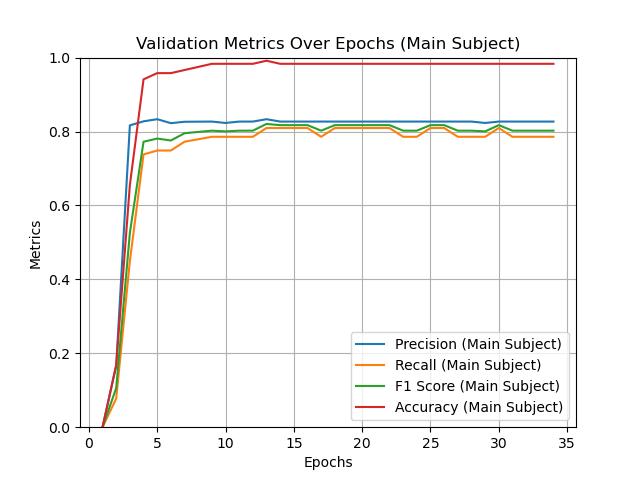 Validation Metrics Over Epochs (Main Subject)
Metrics
1.0
0.8
0.6
0.4
0.2
0.0
Precision (Main Subject)
Recall (Main Subject)
F1 Score (Main Subject)
Accuracy (Main Subject)
0 5 10 15 20 25 30 35
Epochs